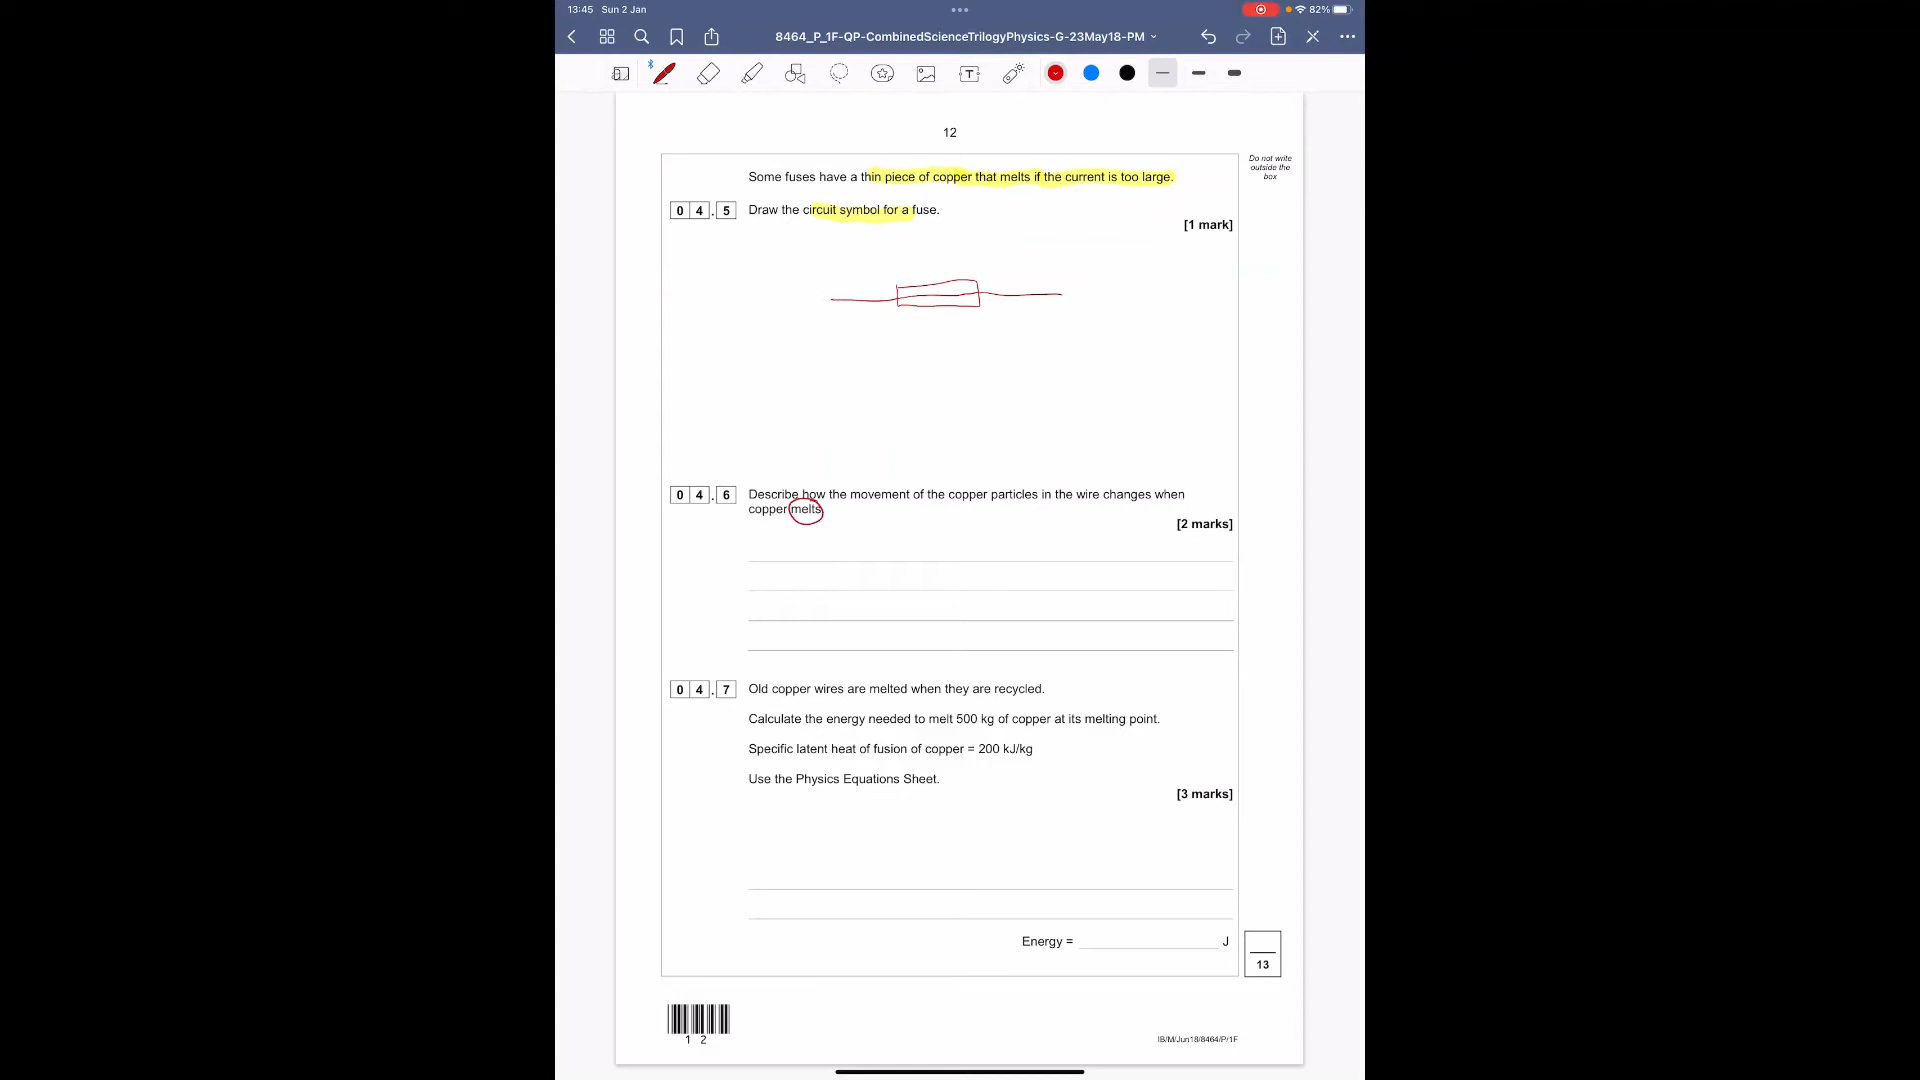 13:45 Sun 2 Jan
82%
8464_P_1F-QP-CombinedScienceTrilogyPhysics-G-23May18-PM
T
12
Do not write
outside the
box
Some fuses have a thin piece of copper that melts if the current is too large.
0 4 . 5 Draw the circuit symbol for a fuse.
[1 mark]
0 4 . 6 Describe how the movement of the copper particles in the wire changes when
copper melts.
[2 marks]
0 4 . 7 Old copper wires are melted when they are recycled.
Calculate the energy needed to melt 500 kg of copper at its melting point.
Specific latent heat of fusion of copper = 200 kJ/kg
Use the Physics Equations Sheet.
[3 marks]
Energy = J
13
1 2
IB/M/Jun18/8464/P/1F